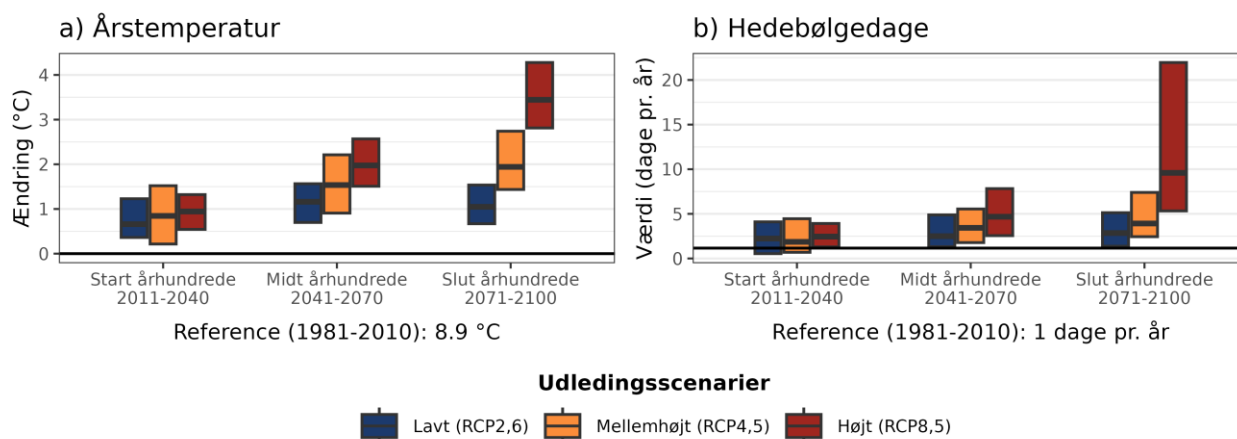 a) Årstemperatur
Ændring (°C)
4
3
2
1
0
Start århundrede
2011-2040
Midt århundrede
2041-2070
Slut århundrede
2071-2100
Reference (1981-2010): 8.9 °C
b) Hedebølgedage
Værdi (dage pr. år)
20
15
10
5
0
Start århundrede
2011-2040
Midt århundrede
2041-2070
Slut århundrede
2071-2100
Reference (1981-2010): 1 dage pr. år
Udledingsscenarier
Lavt (RCP2,6)
Mellemhøjt (RCP4,5)
Højt (RCP8,5)